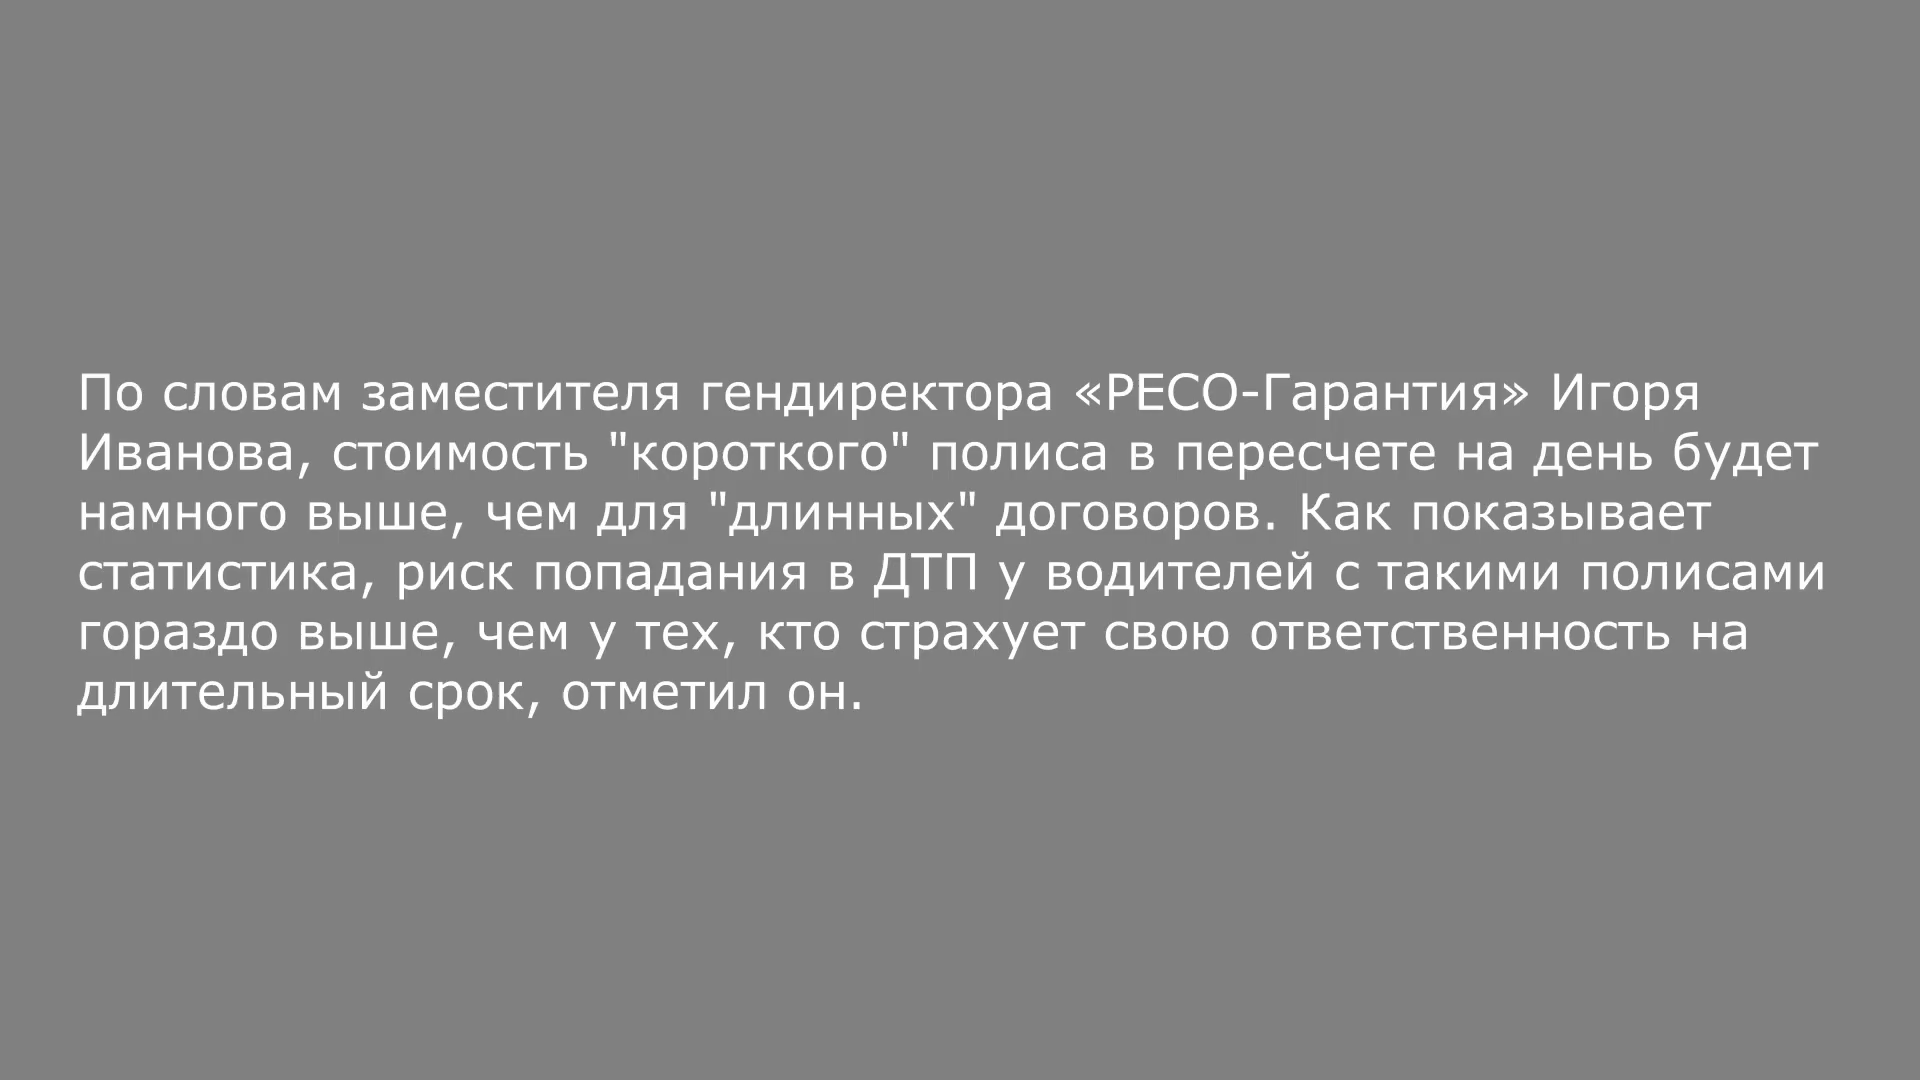 По словам заместителя гендиректора «РЕСО-Гарантия» Игоря
Иванова, стоимость "короткого" полиса в пересчете на день будет
намного выше, чем для "длинных" договоров. Как показывает
статистика, риск попадания в ДТП у водителей с такими полисами
гораздо выше, чем у тех, кто страхует свою ответственность на
длительный срок, отметил он.